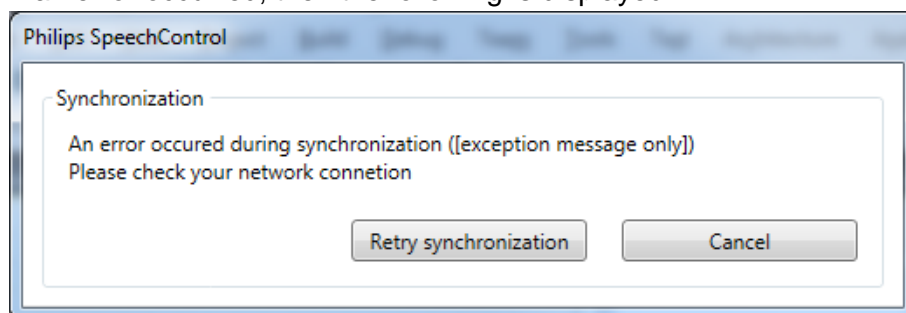 Philips SpeechControl
Synchronization
An error occured during synchronization ([exception message only])
Please check your network connetion
Retry synchronization Cancel